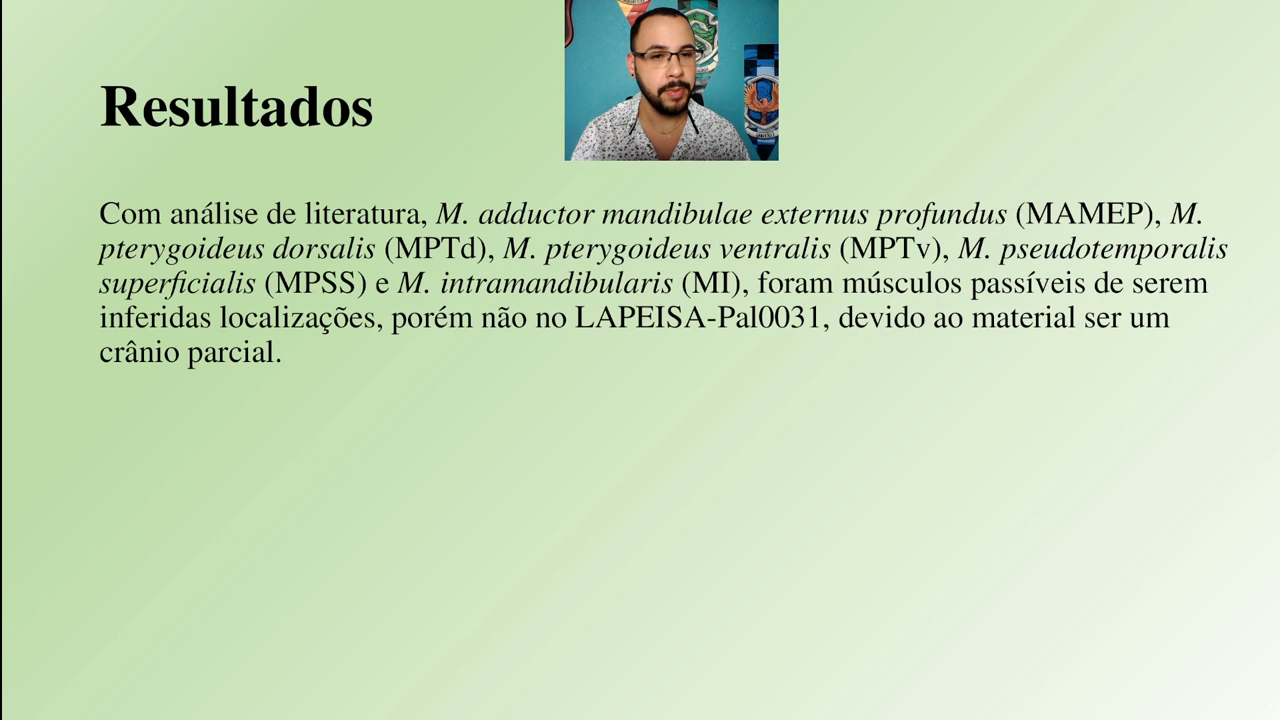 Resultados
Com análise de literatura, M. adductor mandibulae externus profundus (MAMEP), M.
pterygoideus dorsalis (MPTd), M. pterygoideus ventralis (MPTv), M. pseudotemporalis
superficialis (MPSS) e M. intramandibularis (MI), foram músculos passíveis de serem
inferidas localizações, porém não no LAPEISA-Pal0031, devido ao material ser um
crânio parcial.